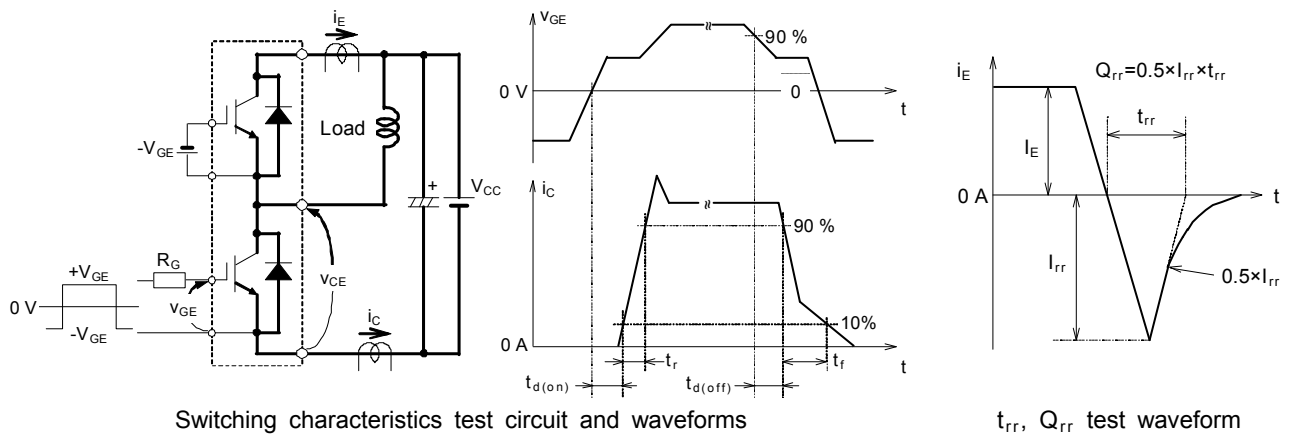 i_E
Load
-V_GE
+
V_CC
+V_GE
0 V
-V_GE
R_G
v_GE
v_CE
i_C
v_GE
90 %
0 V
0
t
i_C
90 %
10%
0 A
t_r
t_f
t
t_d(on)
t_d(off)
Switching characteristics test circuit and waveforms
i_E
Q_rr=0.5×I_rr×t_rr
t_rr
I_E
0 A
t
I_rr
0.5×I_rr
t_rr, Q_rr test waveform